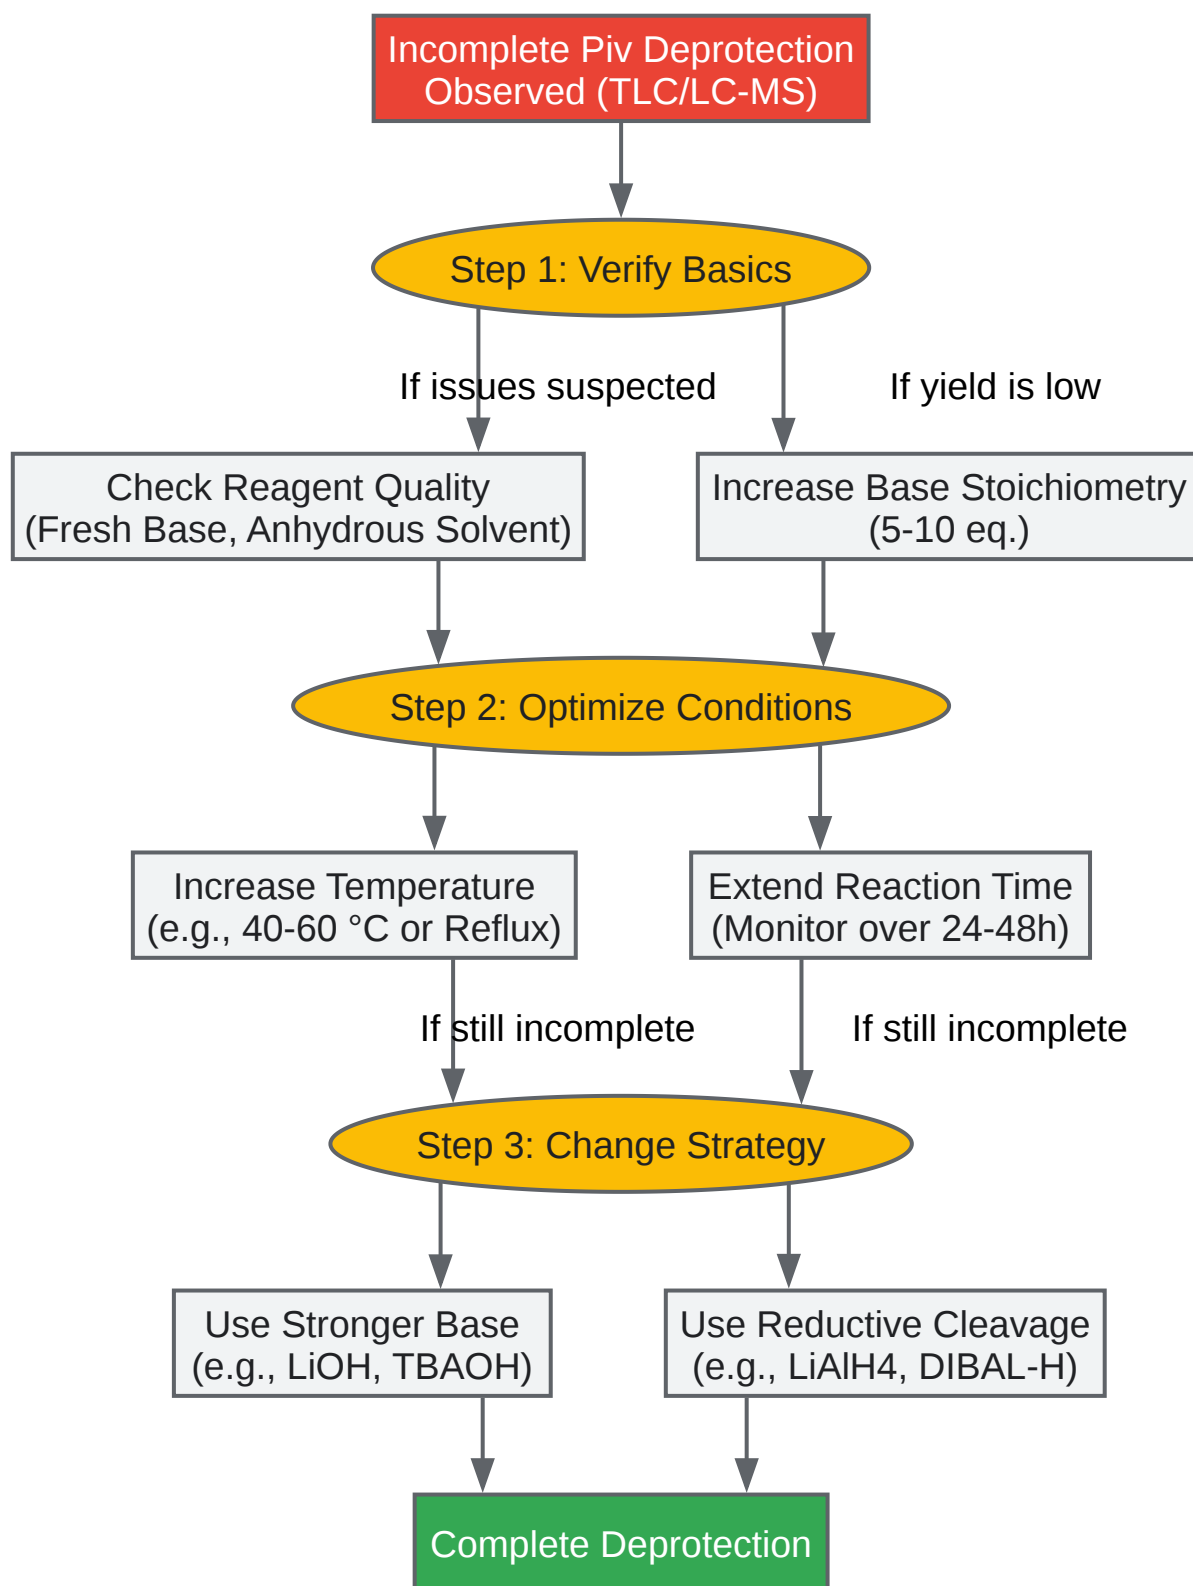 Incomplete Piv Deprotection
Observed (TLC/LC-MS)
Step 1: Verify Basics
If issues suspected
If yield is low
Check Reagent Quality
(Fresh Base, Anhydrous Solvent)
Increase Base Stoichiometry
(5-10 eq.)
Step 2: Optimize Conditions
Increase Temperature
(e.g., 40-60 °C or Reflux)
Extend Reaction Time
(Monitor over 24-48h)
If still incomplete
If still incomplete
Step 3: Change Strategy
Use Stronger Base
(e.g., LiOH, TBAOH)
Use Reductive Cleavage
(e.g., LiAlH4, DIBAL-H)
Complete Deprotection